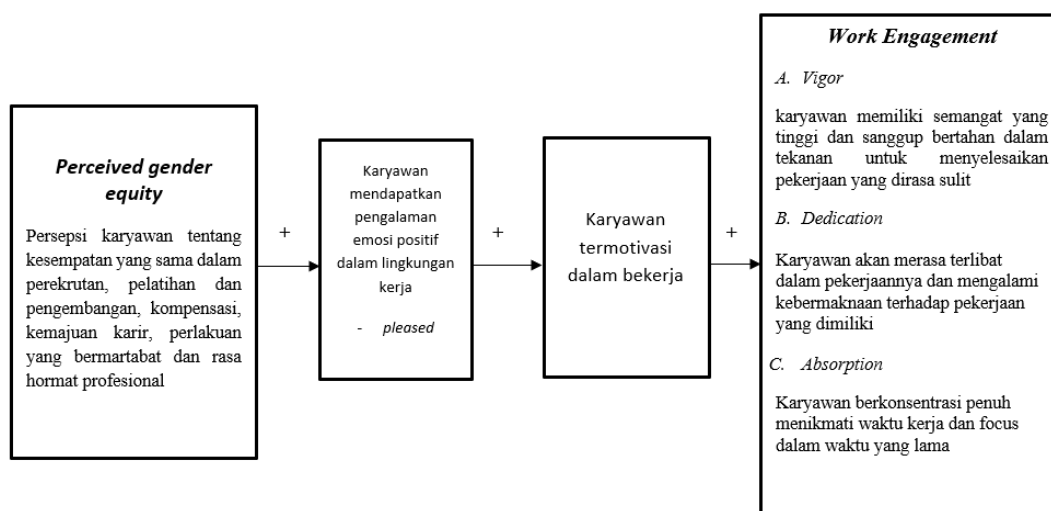 Perceived gender
equity
Persepsi karyawan tentang
kesempatan yang sama dalam
perekrutan, pelatihan dan
pengembangan, kompensasi,
kemajuan karir, perlakuan
yang bermartabat dan rasa
hormat profesional
+
Karyawan
mendapatkan
pengalaman
emosi positif
dalam lingkungan
kerja
- pleased
+
Karyawan
termotivasi
dalam bekerja
+
Work Engagement
A. Vigor
karyawan memiliki semangat yang
tinggi dan sanggup bertahan dalam
tekanan untuk menyelesaikan
pekerjaan yang dirasa sulit
B. Dedication
Karyawan akan merasa terlibat
dalam pekerjaannya dan mengalami
kebermaknaan terhadap pekerjaan
yang dimiliki
C. Absorption
Karyawan berkonsentrasi penuh
menikmati waktu kerja dan focus
dalam waktu yang lama